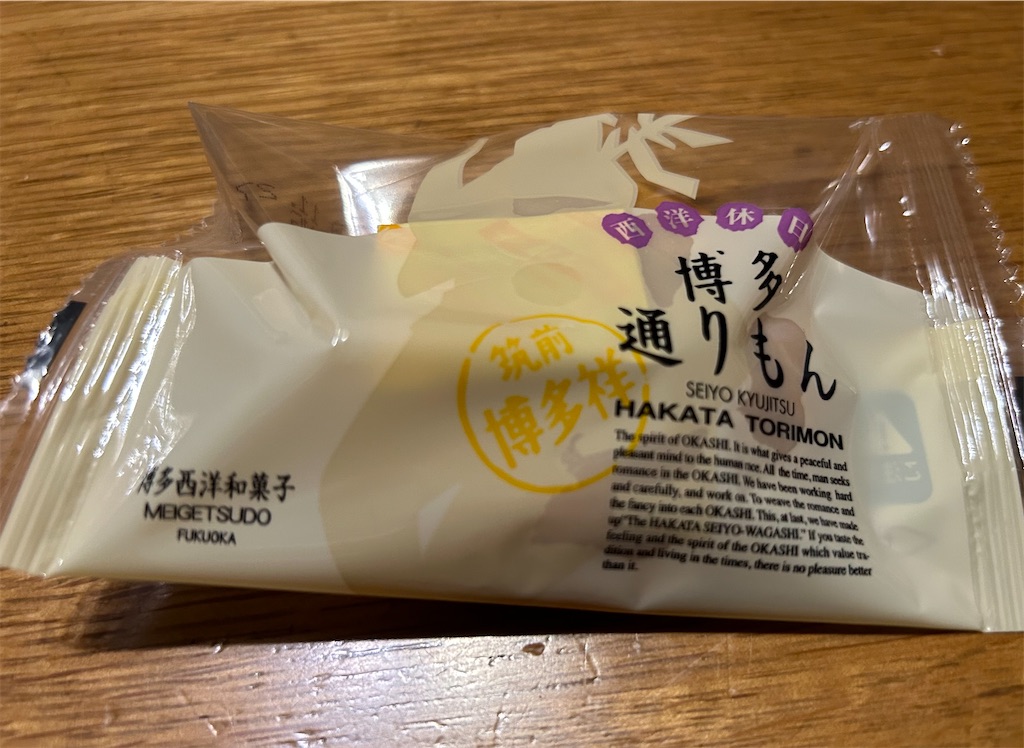 西洋休日
博多
通りもん
SEIYO KYUJITSU
HAKATA TORIMON
The spirit of OKASHI. It is what gives a peaceful and
pleasant mind to the human race. All the time, man seeks
romance in the OKASHI. We have been working hard
and carefully, and work on. To weave the romance and
the fancy into each OKASHI. This, at last, we have made
up"The HAKATA SEIYO-WAGASHI." If you taste the
feeling and the spirit of the OKASHI which value tra-
dition and living in the times, there is no pleasure better
than it.
筑前
博多祥
博多西洋和菓子
MEIGETSUDO
FUKUOKA